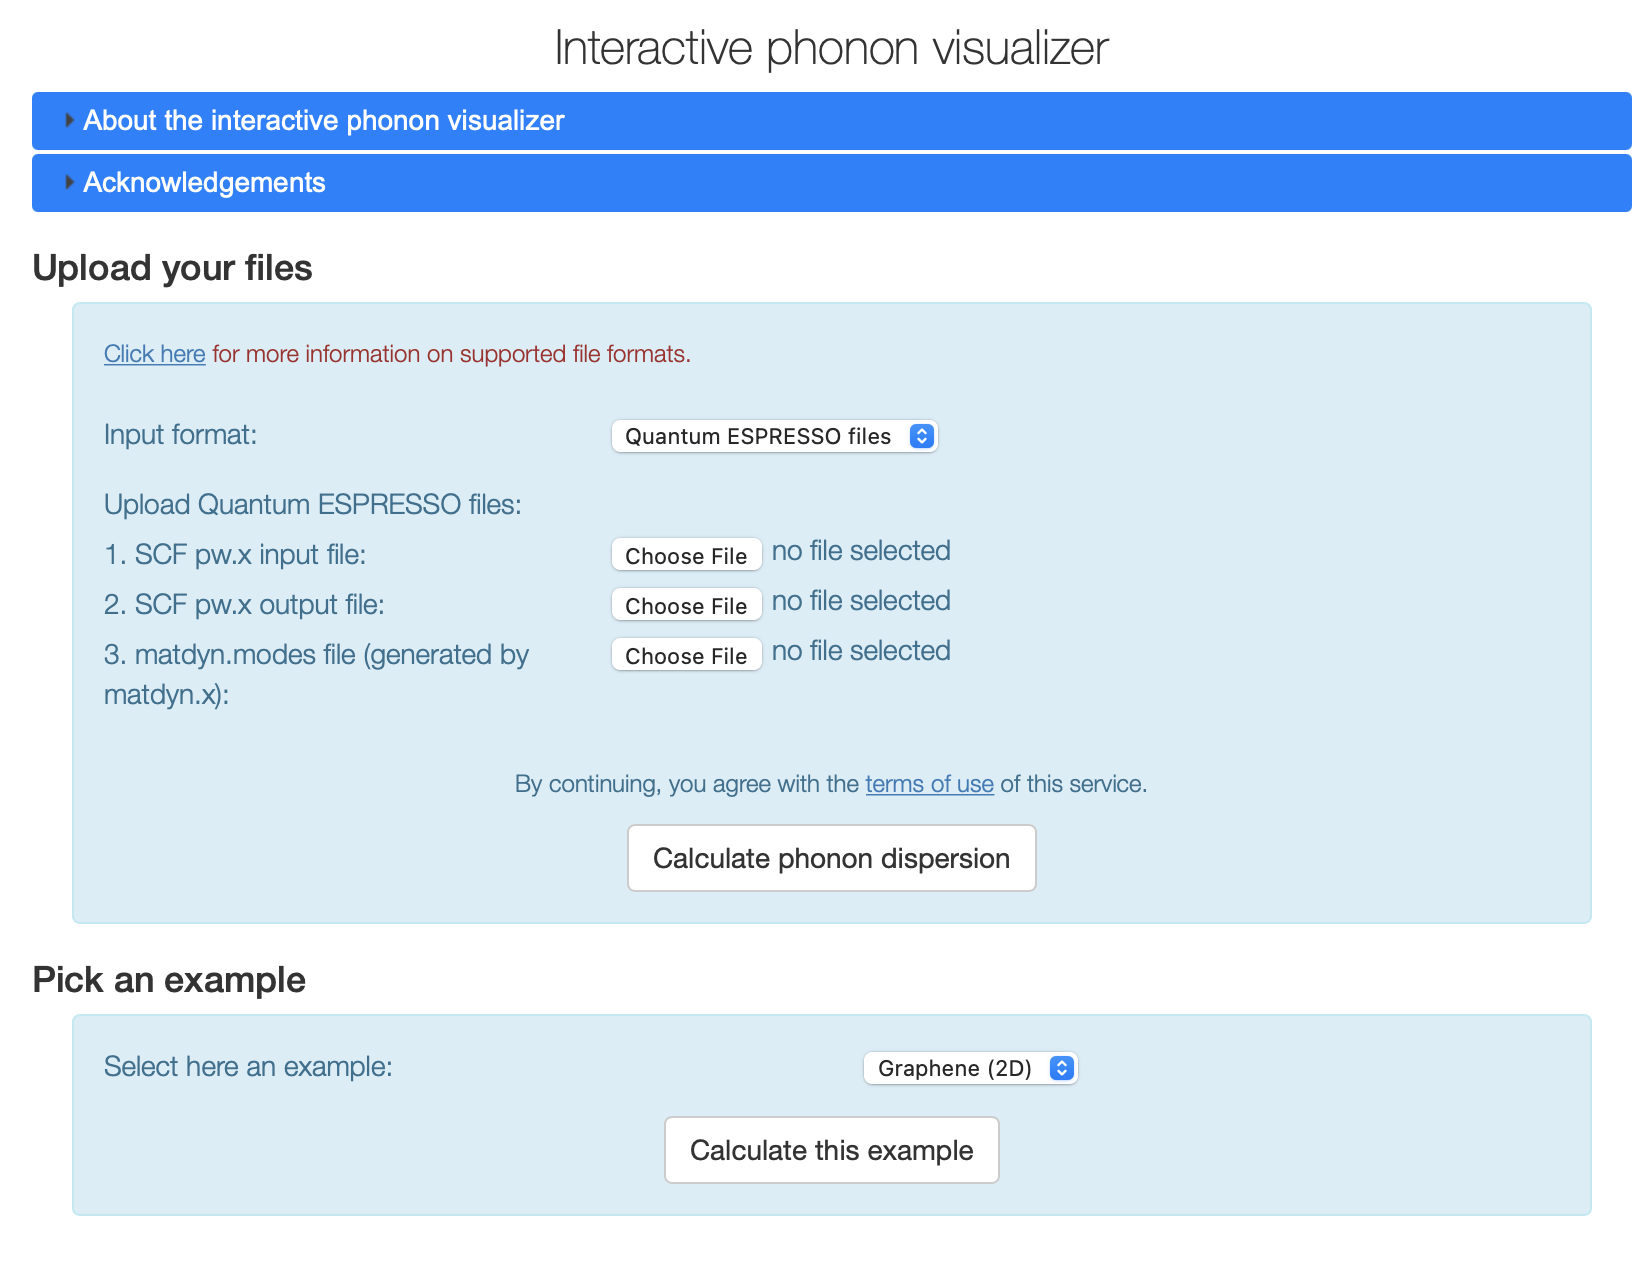 Interactive phonon visualizer
About the interactive phonon visualizer
Acknowledgements
Upload your files
Click here for more information on supported file formats.
Input format: Quantum ESPRESSO files
Upload Quantum ESPRESSO files:
1. SCF pw.x input file: Choose File no file selected
2. SCF pw.x output file: Choose File no file selected
3. matdyn.modes file (generated by Choose File no file selected
matdyn.x):
By continuing, you agree with the terms of use of this service.
Calculate phonon dispersion
Pick an example
Select here an example: Graphene (2D)
Calculate this example